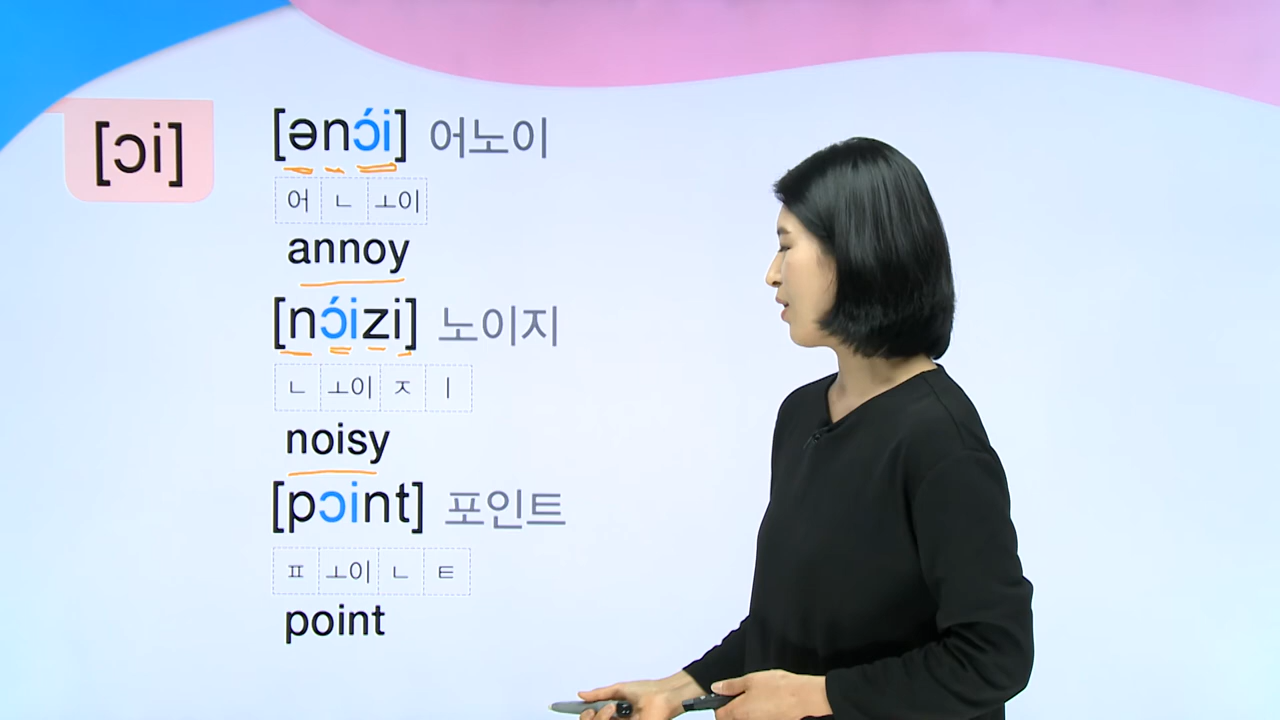 [ɔi]
[ənɔ́i] 어노이
어 ㄴ ㅗ이
annoy
[nɔ́izi] 노이지
ㄴ ㅗ이 ㅈ ㅣ
noisy
[pɔint] 포인트
ㅍ ㅗ이 ㄴ ㅌ
point